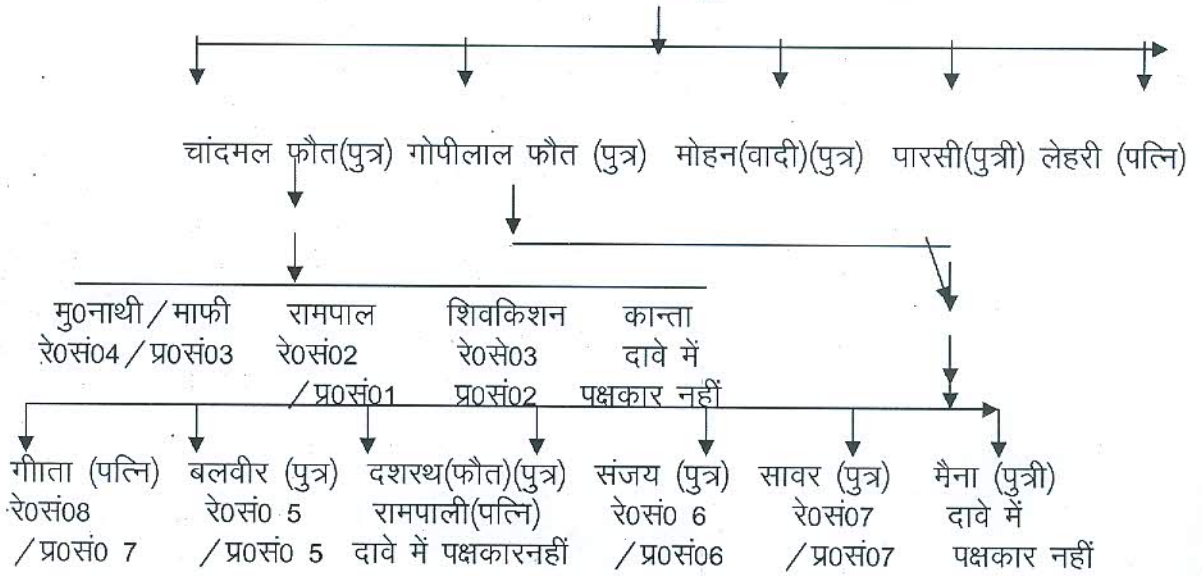 चांदमल फौत(पुत्र) गोपीलाल फौत (पुत्र) मोहन(वादी)(पुत्र) पारसी(पुत्री) लेहरी (पत्नि)
मु0नाथी/माफी रामपाल शिवकिशन कान्ता
रे0सं04/प्र0सं03 रे0सं02 रे0से03 दावे में
/प्र0सं01 प्र0सं02 पक्षकार नहीं
गीाता (पत्नि) बलवीर (पुत्र) दशरथ(फौत)(पुत्र) संजय (पुत्र) सावर (पुत्र) मैना (पुत्री)
रे0सं08 रे0सं0 5 रामपाली(पत्नि) रे0सं0 6 रे0सं07 दावे में
/प्र0सं0 7 /प्र0सं0 5 दावे में पक्षकारनहीं /प्र0सं06 /प्र0सं07 पक्षकार नहीं